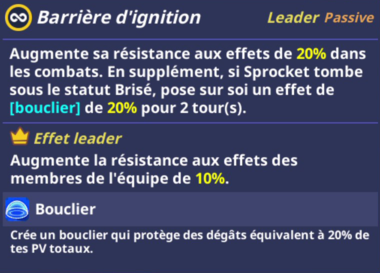 Barrière d'ignition
Leader Passive
Augmente sa résistance aux effets de 20% dans
les combats. En supplément, si Sprocket tombe
sous le statut Brisé, pose sur soi un effet de
[bouclier] de 20% pour 2 tour(s).
Effet leader
Augmente la résistance aux effets des
membres de l'équipe de 10%.
Bouclier
Crée un bouclier qui protège des dégâts équivalent à 20% de
tes PV totaux.